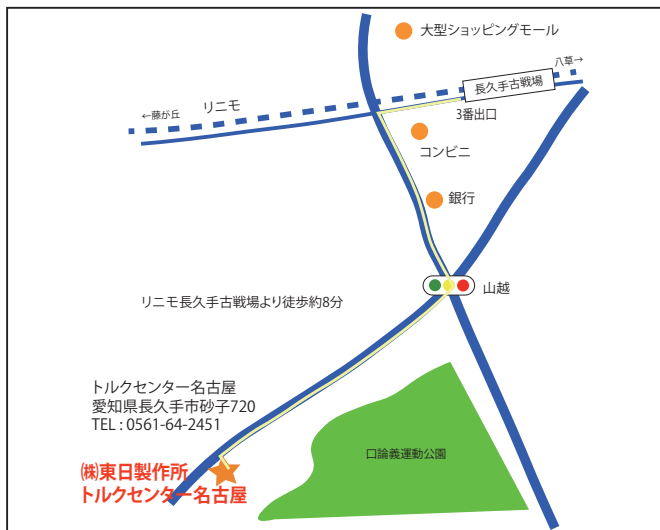 大型ショッピングモール
八草→
長久手古戦場
リニモ
←藤が丘
3番出口
コンビニ
銀行
山越
リニモ長久手古戦場より徒歩約8分
トルクセンター名古屋
愛知県長久手市砂子720
TEL : 0561-64-2451
口論義運動公園
㈱東日製作所
トルクセンター名古屋